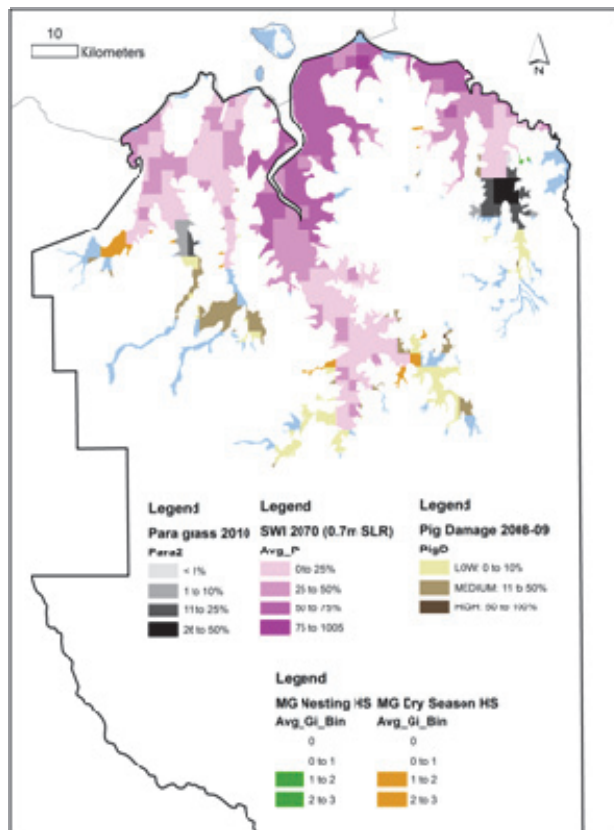 10
Kilometers
N
Legend
Para grass 2010
Para2
< 1%
1 to 10%
11 to 25%
26 to 50%
Legend
SWI 2070 (0.7m SLR)
Avg_P
0 to 25%
25 to 50%
50 to 75%
75 to 1005
Legend
Pig Damage 2008-09
PigD
LOW: 0 to 10%
MEDIUM: 11 to 50%
HIGH: 50 to 100%
Legend
MG Nesting HS
Avg_Gi_Bin
0
0 to 1
1 to 2
2 to 3
MG Dry Season HS
Avg_Gi_Bin
0
0 to 1
1 to 2
2 to 3